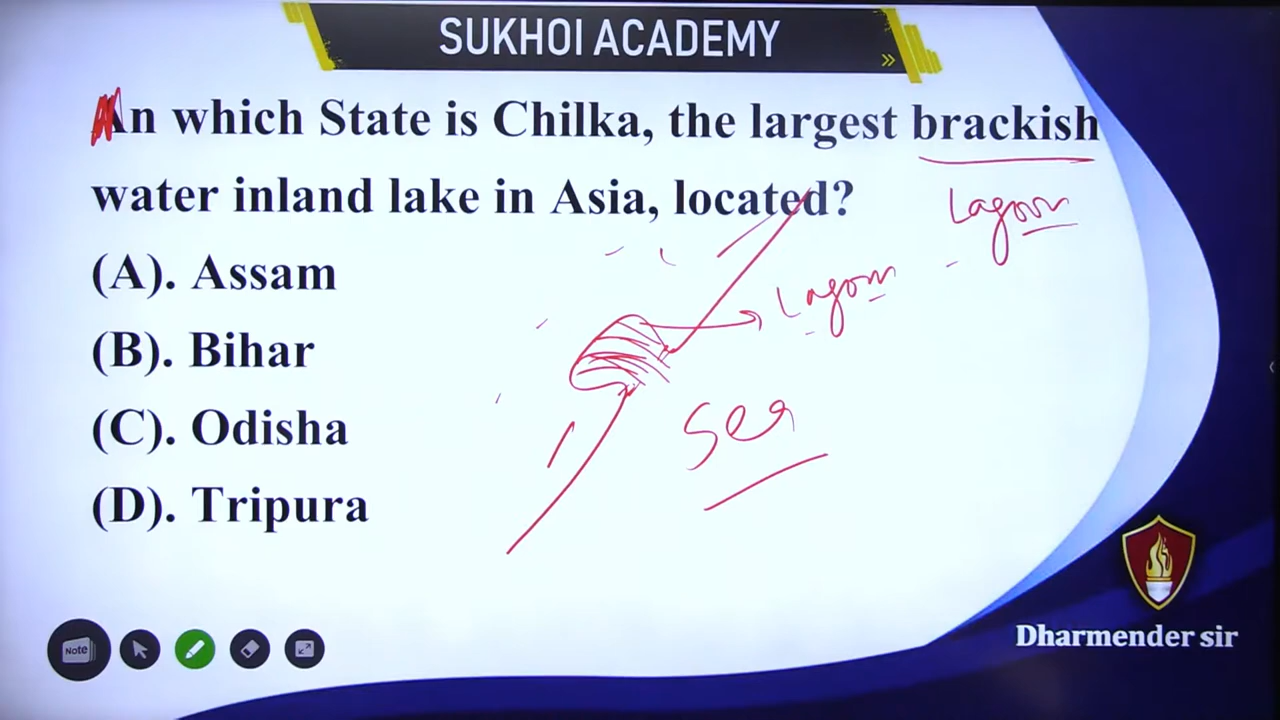 SUKHOI ACADEMY
An which State is Chilka, the largest brackish
water inland lake in Asia, located?
Lagoon
(A). Assam
Lagoon
(B). Bihar
(C). Odisha
Sea
(D). Tripura
Note
Dharmender sir